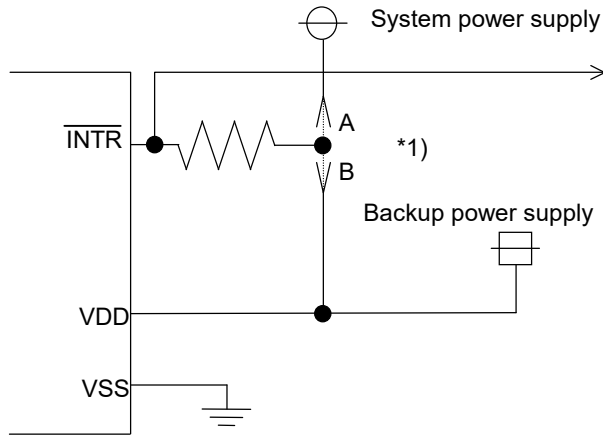 System power supply
INTR
A
*1)
B
Backup power supply
VDD
VSS